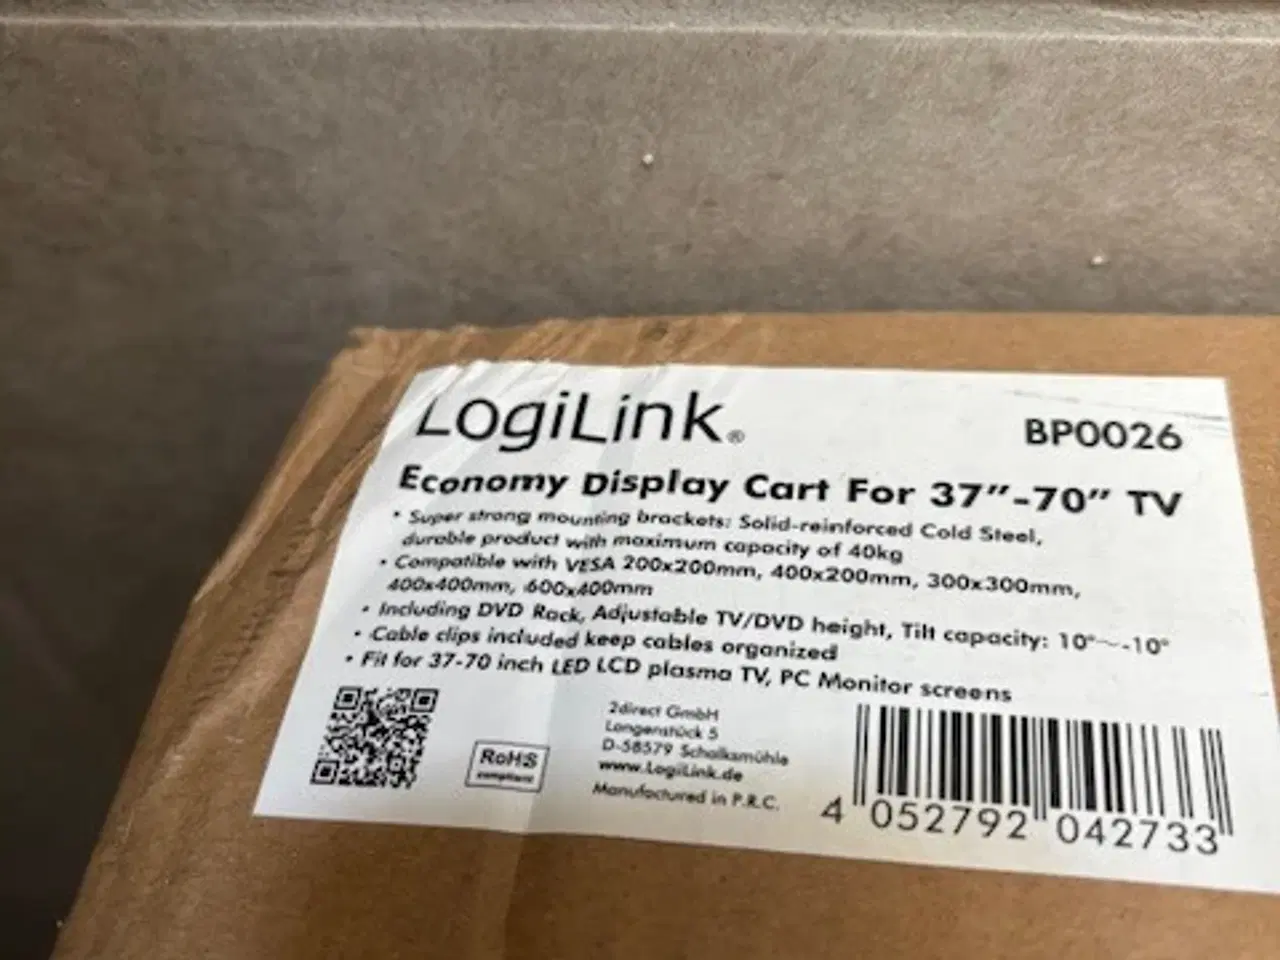 LogiLink®
BP0026
Economy Display Cart For 37"-70" TV
• Super strong mounting brackets: Solid-reinforced Cold Steel,
durable product with maximum capacity of 40kg
• Compatible with VESA 200x200mm, 400x200mm, 300x300mm,
400x400mm, 600x400mm
• Including DVD Rack, Adjustable TV/DVD height, Tilt capacity: 10°~-10°
• Cable clips included keep cables organized
• Fit for 37-70 inch LED LCD plasma TV, PC Monitor screens
RoHS
compliant
2direct GmbH
Langenstück 5
D-58579 Schalksmühle
www.LogiLink.de
Manufactured in P.R.C.
4 052792 042733